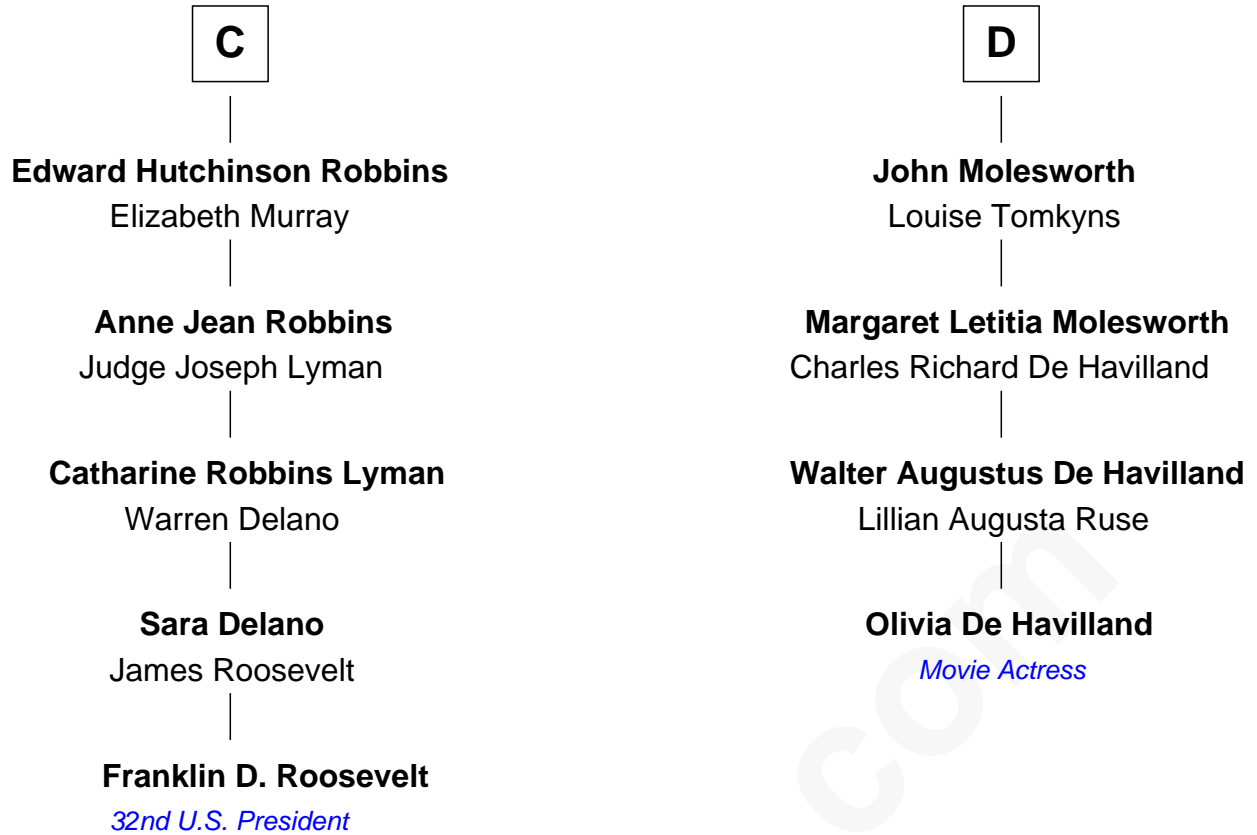 C
Edward Hutchinson Robbins
Elizabeth Murray
Anne Jean Robbins
Judge Joseph Lyman
Catharine Robbins Lyman
Warren Delano
Sara Delano
James Roosevelt
Franklin D. Roosevelt
32nd U.S. President
D
John Molesworth
Louise Tomkyns
Margaret Letitia Molesworth
Charles Richard De Havilland
Walter Augustus De Havilland
Lillian Augusta Ruse
Olivia De Havilland
Movie Actress
com